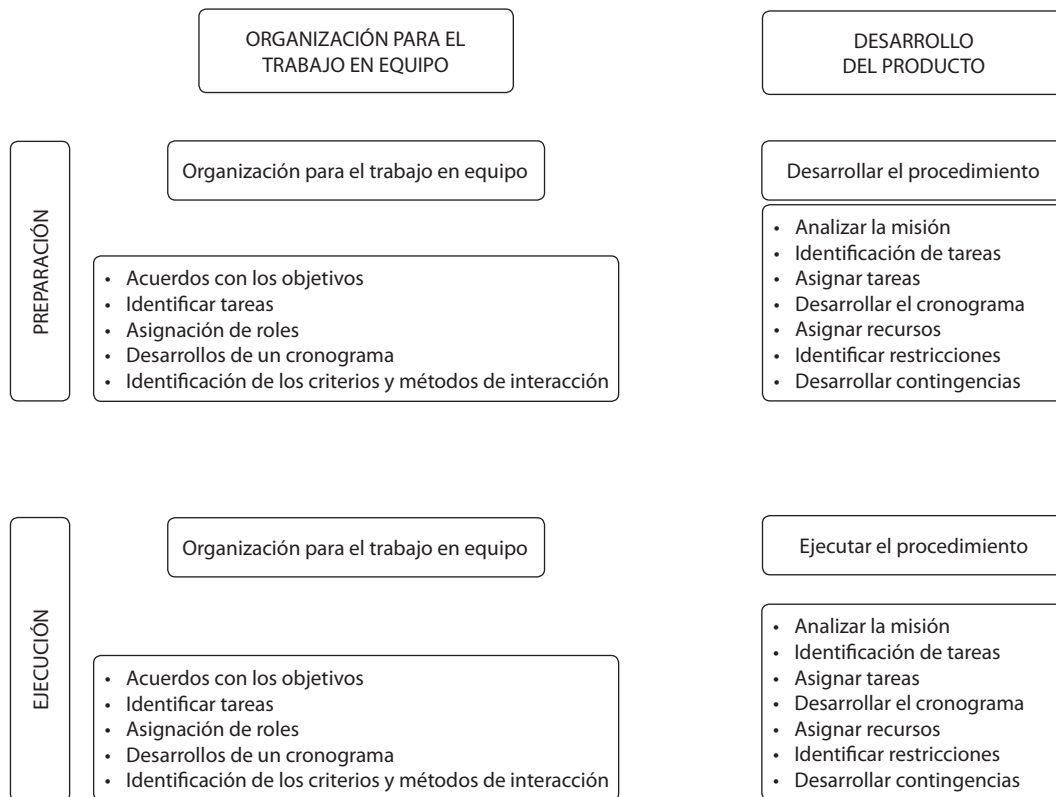 ORGANIZACIÓN PARA EL
TRABAJO EN EQUIPO
DESARROLLO
DEL PRODUCTO
PREPARACIÓN
Organización para el trabajo en equipo
• Acuerdos con los objetivos
• Identificar tareas
• Asignación de roles
• Desarrollos de un cronograma
• Identificación de los criterios y métodos de interacción
Desarrollar el procedimiento
• Analizar la misión
• Identificación de tareas
• Asignar tareas
• Desarrollar el cronograma
• Asignar recursos
• Identificar restricciones
• Desarrollar contingencias
EJECUCIÓN
Organización para el trabajo en equipo
• Acuerdos con los objetivos
• Identificar tareas
• Asignación de roles
• Desarrollos de un cronograma
• Identificación de los criterios y métodos de interacción
Ejecutar el procedimiento
• Analizar la misión
• Identificación de tareas
• Asignar tareas
• Desarrollar el cronograma
• Asignar recursos
• Identificar restricciones
• Desarrollar contingencias